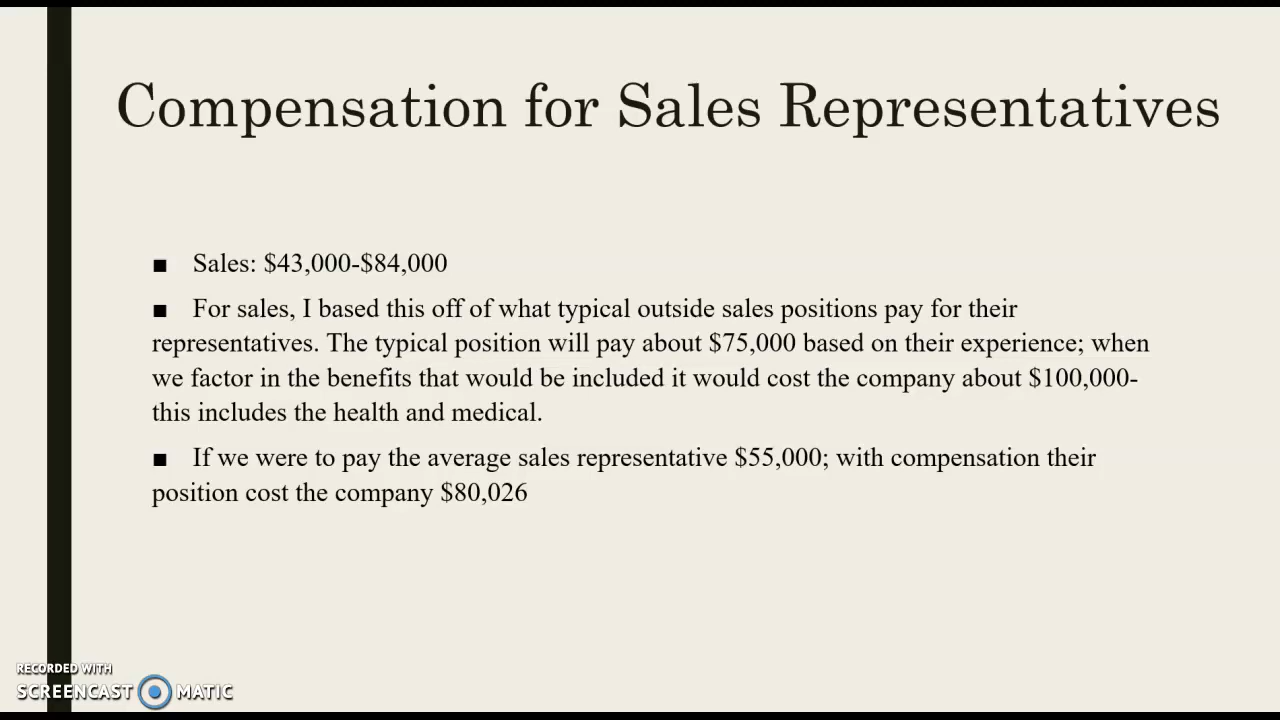 Compensation for Sales Representatives
■ Sales: $43,000-$84,000
■ For sales, I based this off of what typical outside sales positions pay for their
representatives. The typical position will pay about $75,000 based on their experience; when
we factor in the benefits that would be included it would cost the company about $100,000-
this includes the health and medical.
■ If we were to pay the average sales representative $55,000; with compensation their
position cost the company $80,026
RECORDED WITH
SCREENCAST MATIC